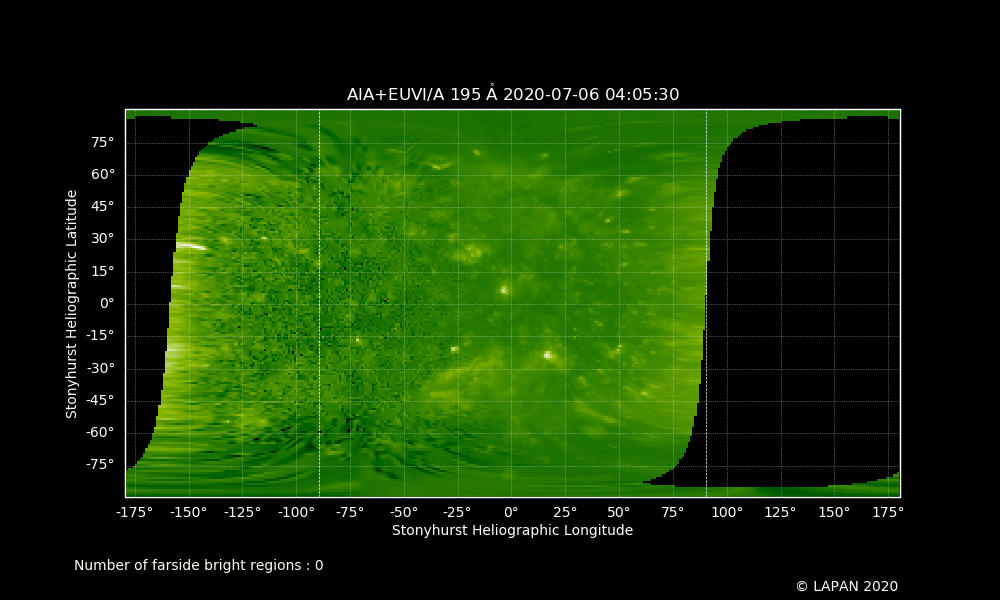 AIA+EUVI/A 195 Å 2020-07-06 04:05:30
75°
60°
45°
30°
15°
0°
-15°
-30°
-45°
-60°
-75°
Stonyhurst Heliographic Latitude
-175° -150° -125° -100° -75° -50° -25° 0° 25° 50° 75° 100° 125° 150° 175°
Stonyhurst Heliographic Longitude
Number of farside bright regions : 0
© LAPAN 2020